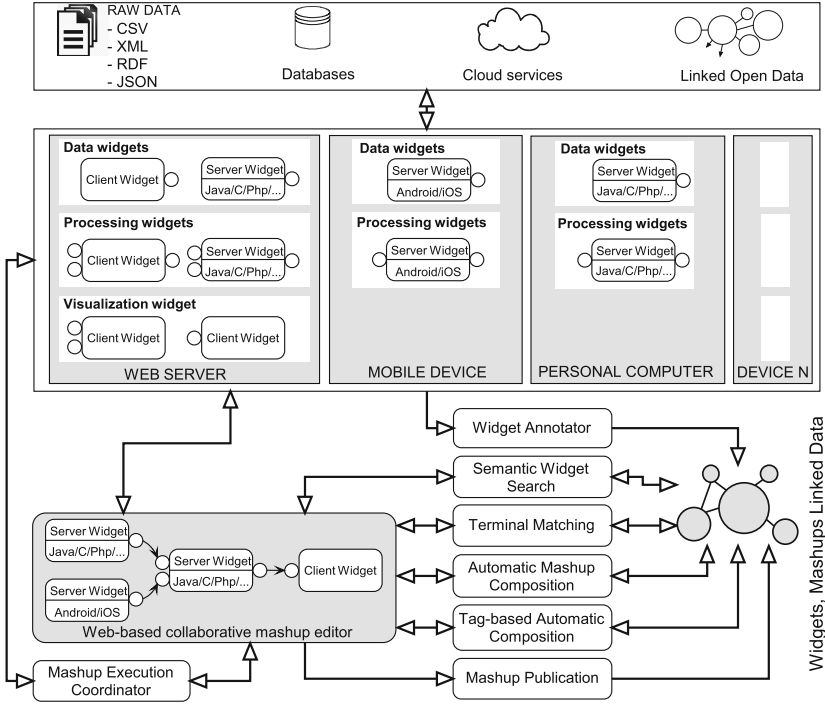 RAW DATA
- CSV
- XML
- RDF
- JSON
Databases
Cloud services
Linked Open Data
Data widgets
Client Widget
Server Widget
Java/C/Php/...
Processing widgets
Client Widget
Server Widget
Java/C/Php/...
Visualization widget
Client Widget
Client Widget
WEB SERVER
Data widgets
Server Widget
Android/iOS
Processing widgets
Server Widget
Android/iOS
MOBILE DEVICE
Data widgets
Server Widget
Java/C/Php/...
Processing widgets
Server Widget
Java/C/Php/...
PERSONAL COMPUTER
DEVICE N
Widget Annotator
Semantic Widget
Search
Terminal Matching
Automatic Mashup
Composition
Tag-based Automatic
Composition
Mashup Publication
Widgets, Mashups Linked Data
Server Widget
Java/C/Php/...
Server Widget
Android/iOS
Server Widget
Java/C/Php/...
Client Widget
Web-based collaborative mashup editor
Mashup Execution
Coordinator